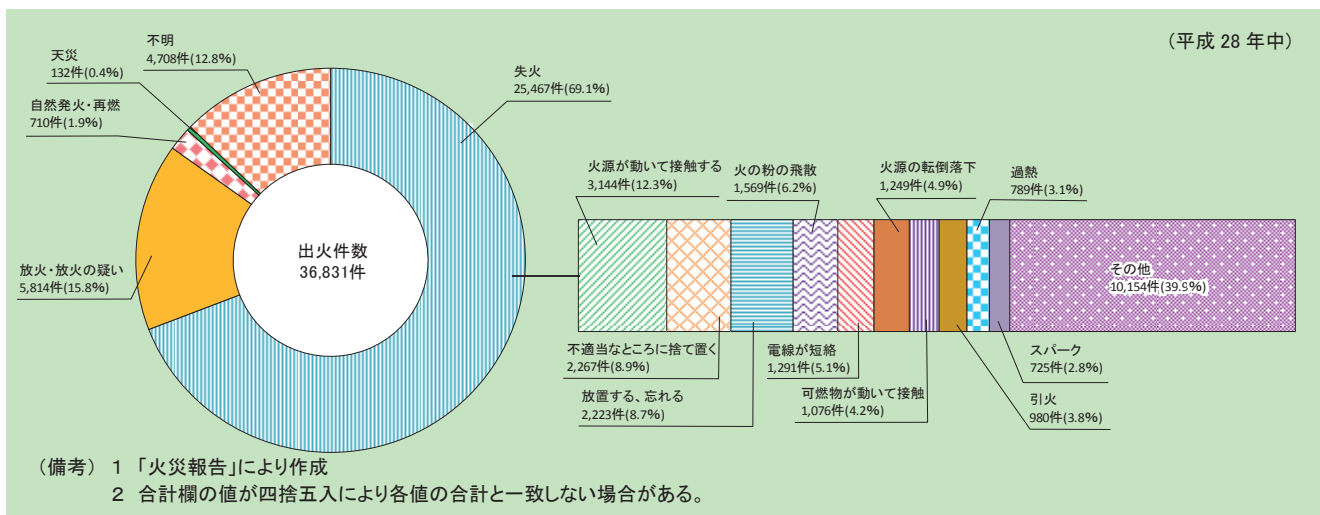 (平成 28 年中)
不明
4,708件(12.8%)
天災
132件(0.4%)
自然発火・再燃
710件(1.9%)
放火・放火の疑い
5,814件(15.8%)
出火件数
36,831件
失火
25,467件(69.1%)
火源が動いて接触する
3,144件(12.3%)
火の粉の飛散
1,569件(6.2%)
火源の転倒落下
1,249件(4.9%)
過熱
789件(3.1%)
その他
10,154件(39.9%)
不適当なところに捨て置く
2,267件(8.9%)
放置する、忘れる
2,223件(8.7%)
電線が短絡
1,291件(5.1%)
可燃物が動いて接触
1,076件(4.2%)
スパーク
725件(2.8%)
引火
980件(3.8%)
(備考) 1 「火災報告」により作成
2 合計欄の値が四捨五入により各値の合計と一致しない場合がある。